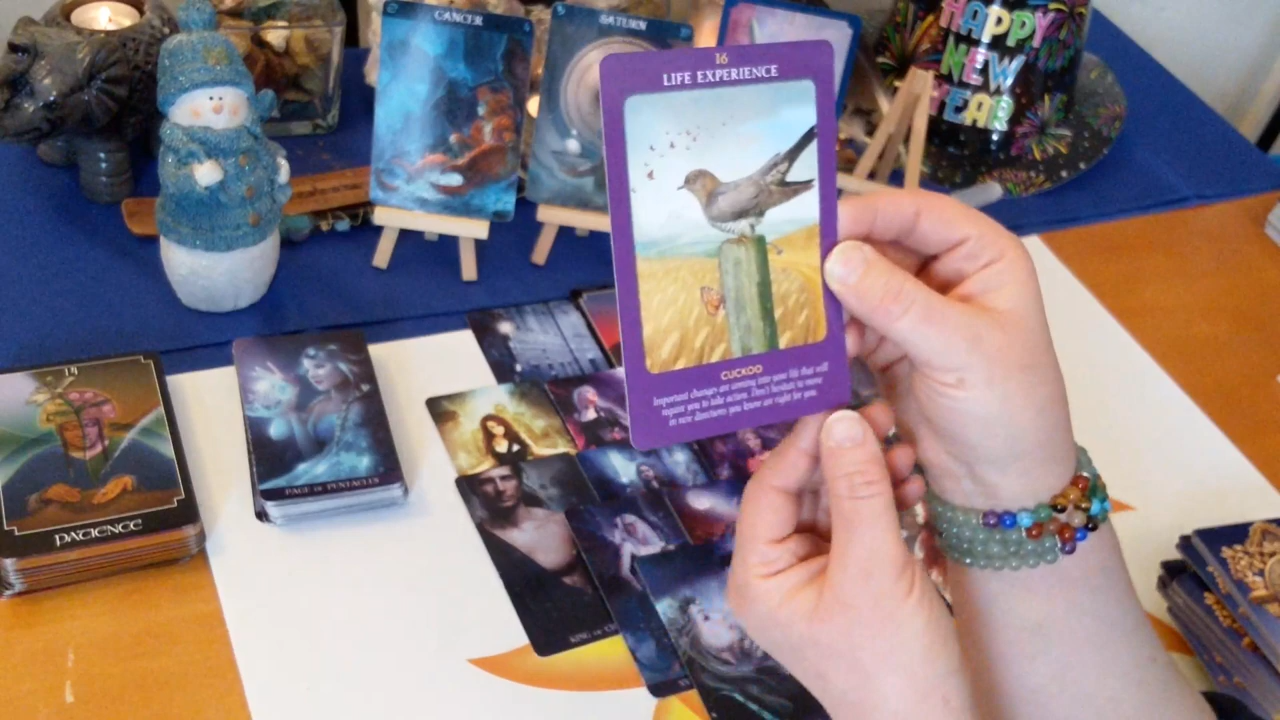 CANCER
SATURN
HAPPY
NEW
YEAR
16
LIFE EXPERIENCE
CUCKOO
Important changes are coming into your life that will
require you to take action. Don't hesitate to move
in new directions you know are right for you.
14
PATIENCE
PAGE OF PENTACLES
KING OF